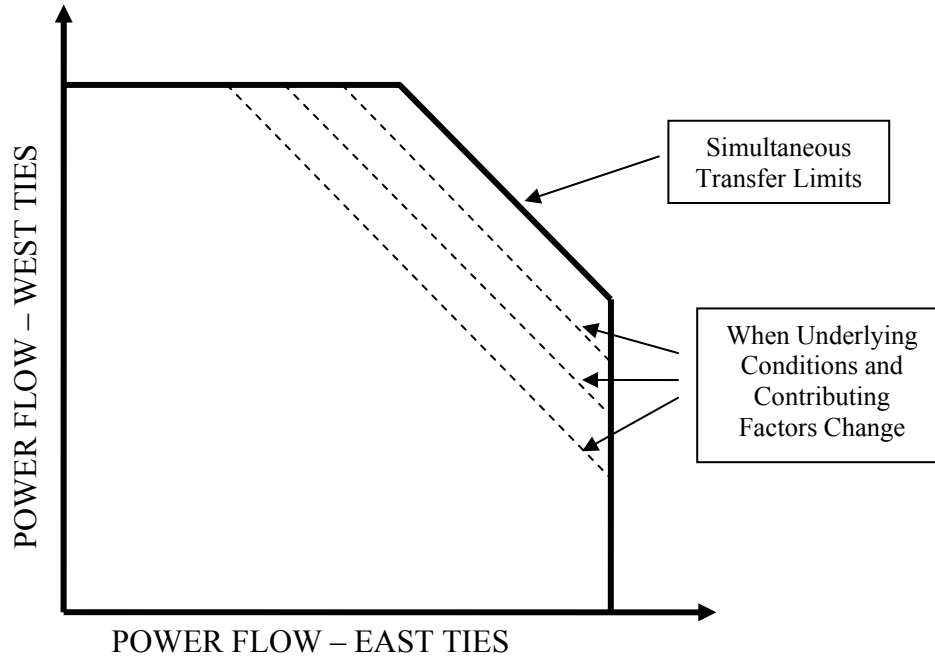 POWER FLOW – WEST TIES
Simultaneous
Transfer Limits
When Underlying
Conditions and
Contributing
Factors Change
POWER FLOW – EAST TIES